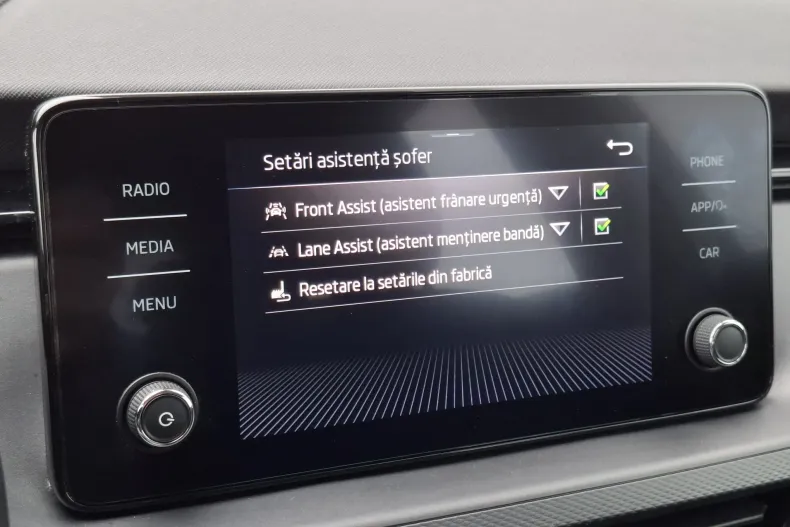 Setări asistență șofer
Front Assist (asistent frânare urgență)
Lane Assist (asistent menținere bandă)
Resetare la setările din fabrică
RADIO
MEDIA
MENU
PHONE
APP/
CAR